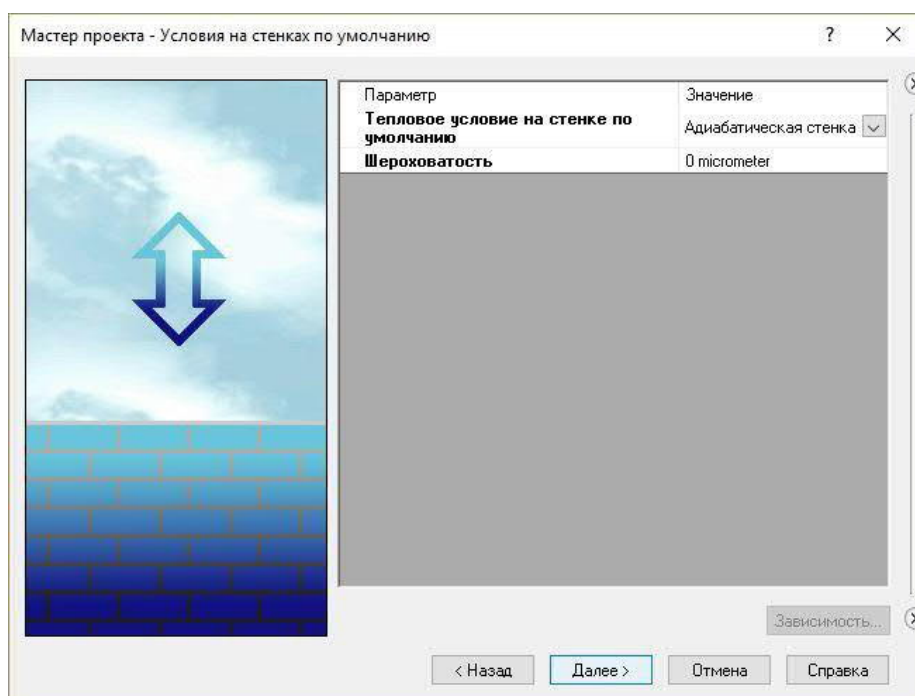 Мастер проекта - Условия на стенках по умолчанию
?
Параметр Значение
Тепловое условие на стенке по
умолчанию
Адиабатическая стенка
Шероховатость 0 micrometer
Зависимость...
< Назад Далее > Отмена Справка